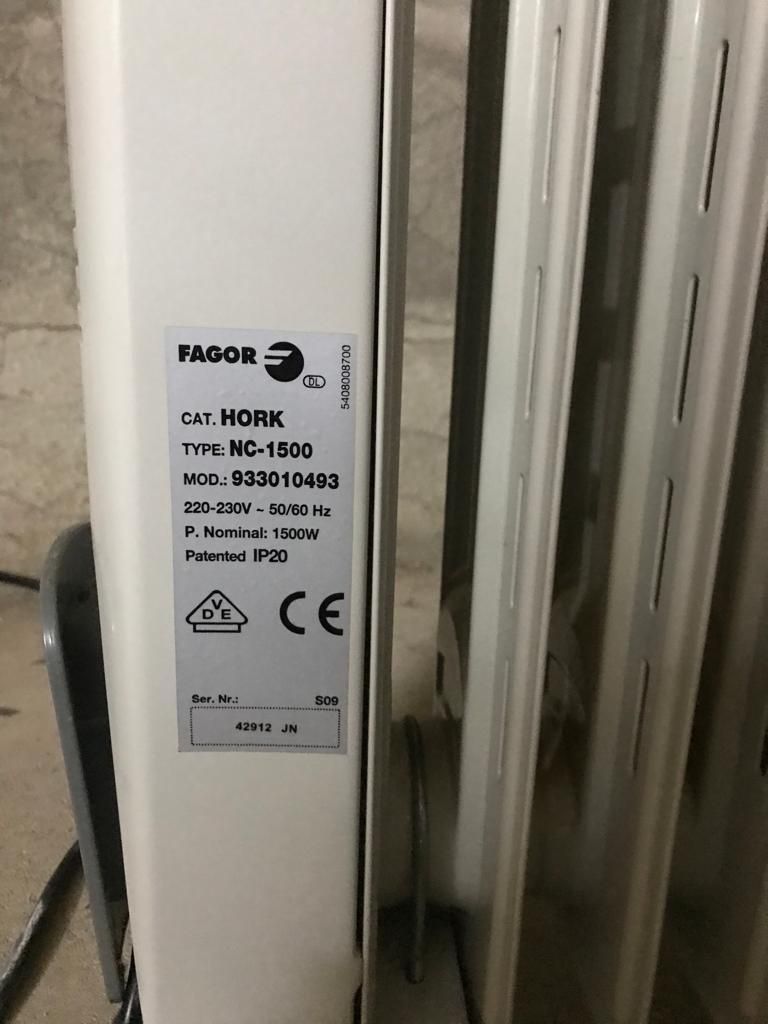 FAGOR
DL
5408008700
CAT. HORK
TYPE: NC-1500
MOD.: 933010493
220-230V ~ 50/60 Hz
P. Nominal: 1500W
Patented IP20
DVE
CE
Ser. Nr.: S09
42912 JN